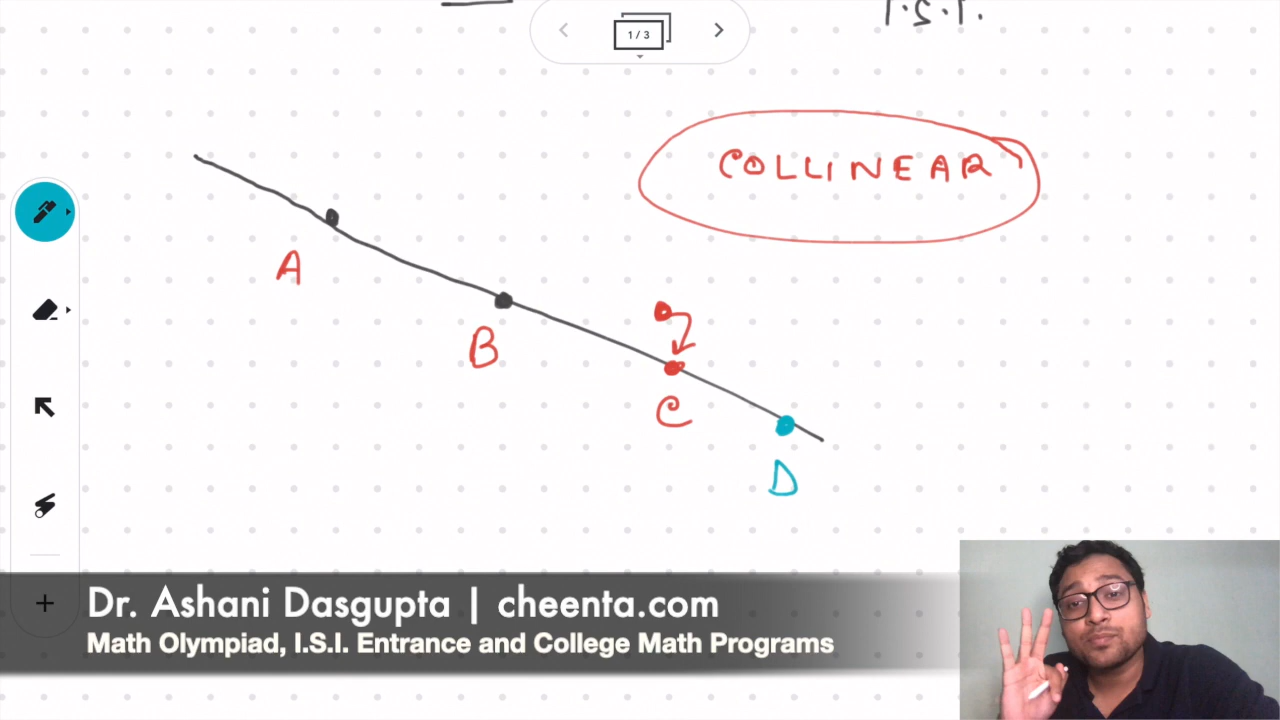 1 / 3
I.S.I.
COLLINEAR
A
B
C
D
Dr. Ashani Dasgupta | cheenta.com
Math Olympiad, I.S.I. Entrance and College Math Programs